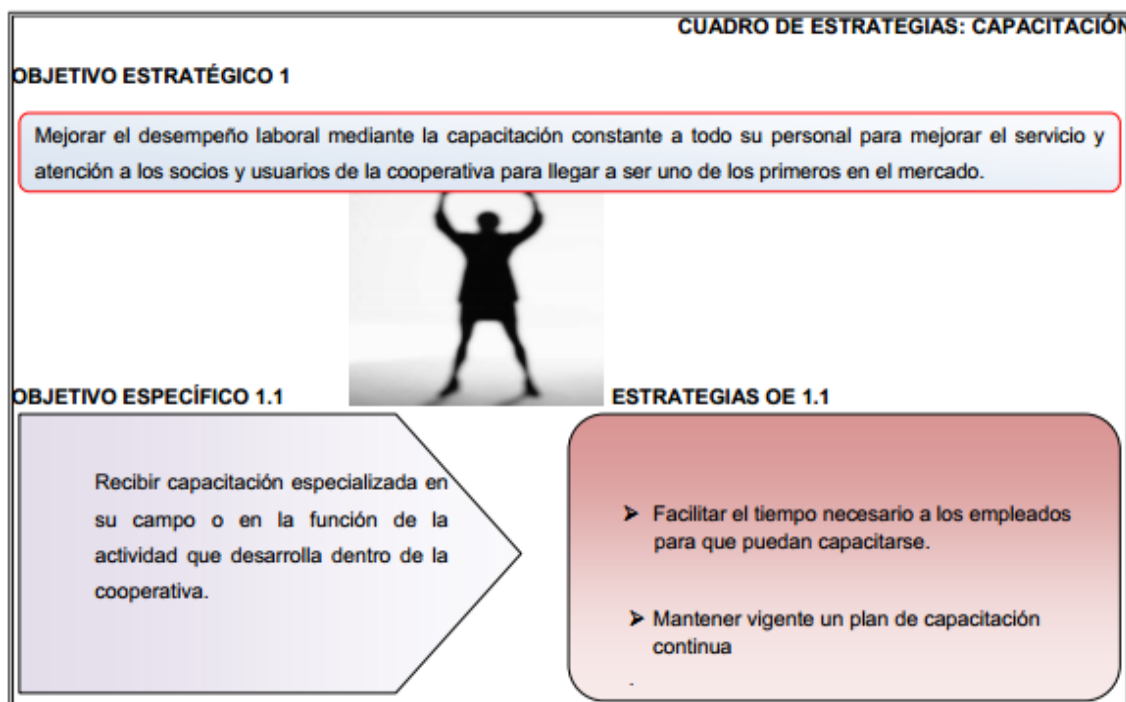 CUADRO DE ESTRATEGIAS: CAPACITACIÓN
OBJETIVO ESTRATÉGICO 1
Mejorar el desempeño laboral mediante la capacitación constante a todo su personal para mejorar el servicio y
atención a los socios y usuarios de la cooperativa para llegar a ser uno de los primeros en el mercado.
OBJETIVO ESPECÍFICO 1.1
Recibir capacitación especializada en
su campo o en la función de la
actividad que desarrolla dentro de la
cooperativa.
ESTRATEGIAS OE 1.1
➢ Facilitar el tiempo necesario a los empleados
para que puedan capacitarse.
➢ Mantener vigente un plan de capacitación
continua
.